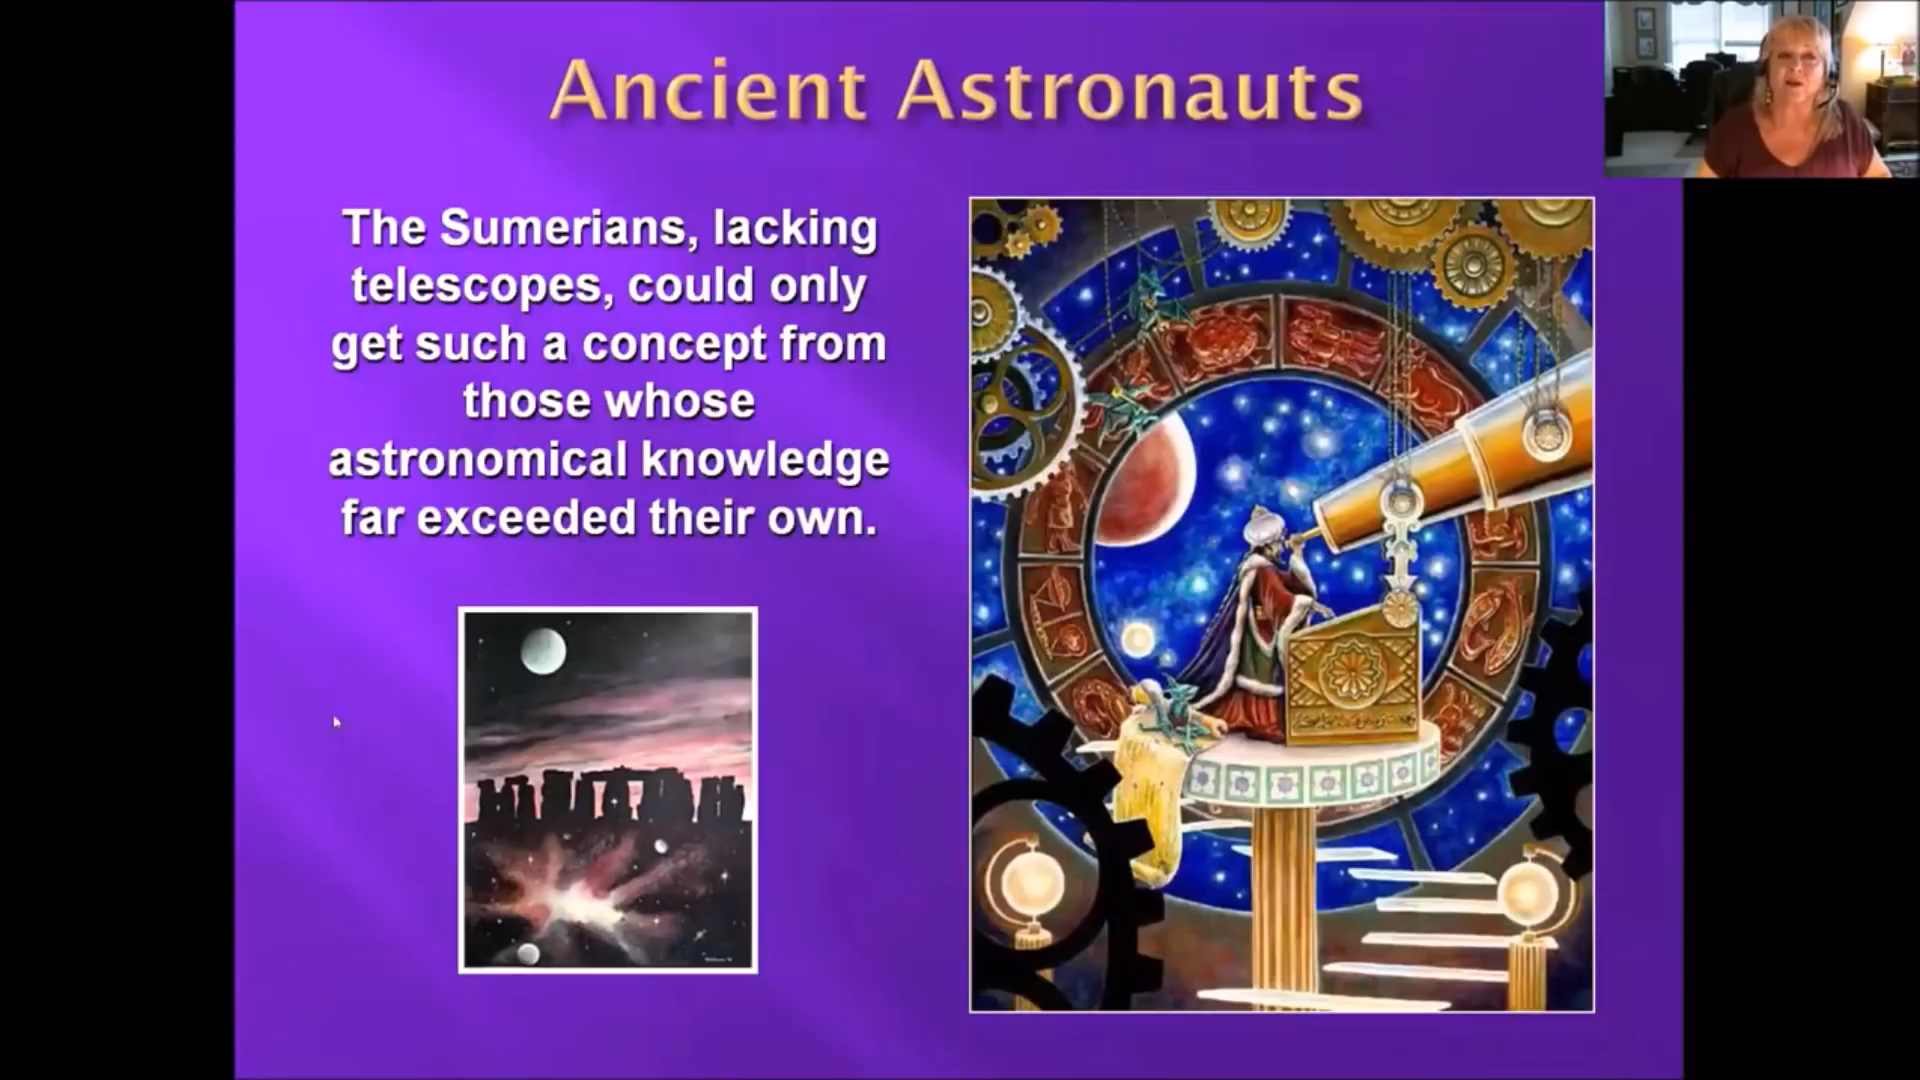 Ancient Astronauts
The Sumerians, lacking
telescopes, could only
get such a concept from
those whose
astronomical knowledge
far exceeded their own.